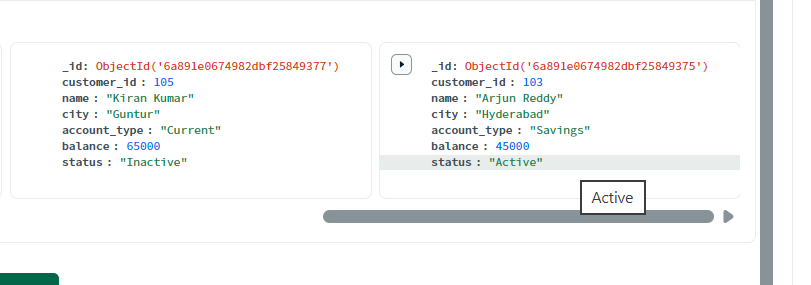 _id: ObjectId('6a891e0674982dbf25849377')
customer_id : 105
name : "Kiran Kumar"
city : "Guntur"
account_type : "Current"
balance : 65000
status : "Inactive"
_id: ObjectId('6a891e0674982dbf25849375')
customer_id : 103
name : "Arjun Reddy"
city : "Hyderabad"
account_type : "Savings"
balance : 45000
status : "Active"
Active